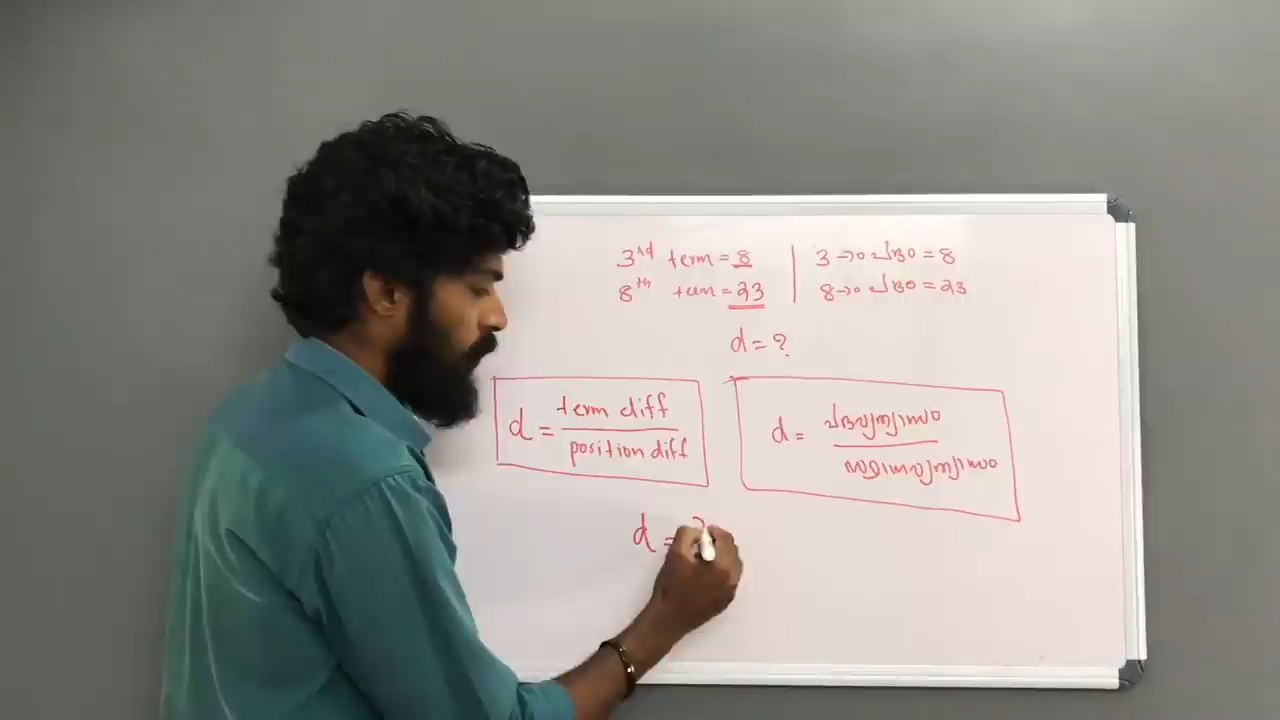 3rd term = 8
8th term = 23
3 -ാം പദം = 8
8 -ാം പദം = 23
d = ?
d = term diff
position diff
d = പദവ്യത്യാസം
സ്ഥാനവ്യത്യാസം
d =